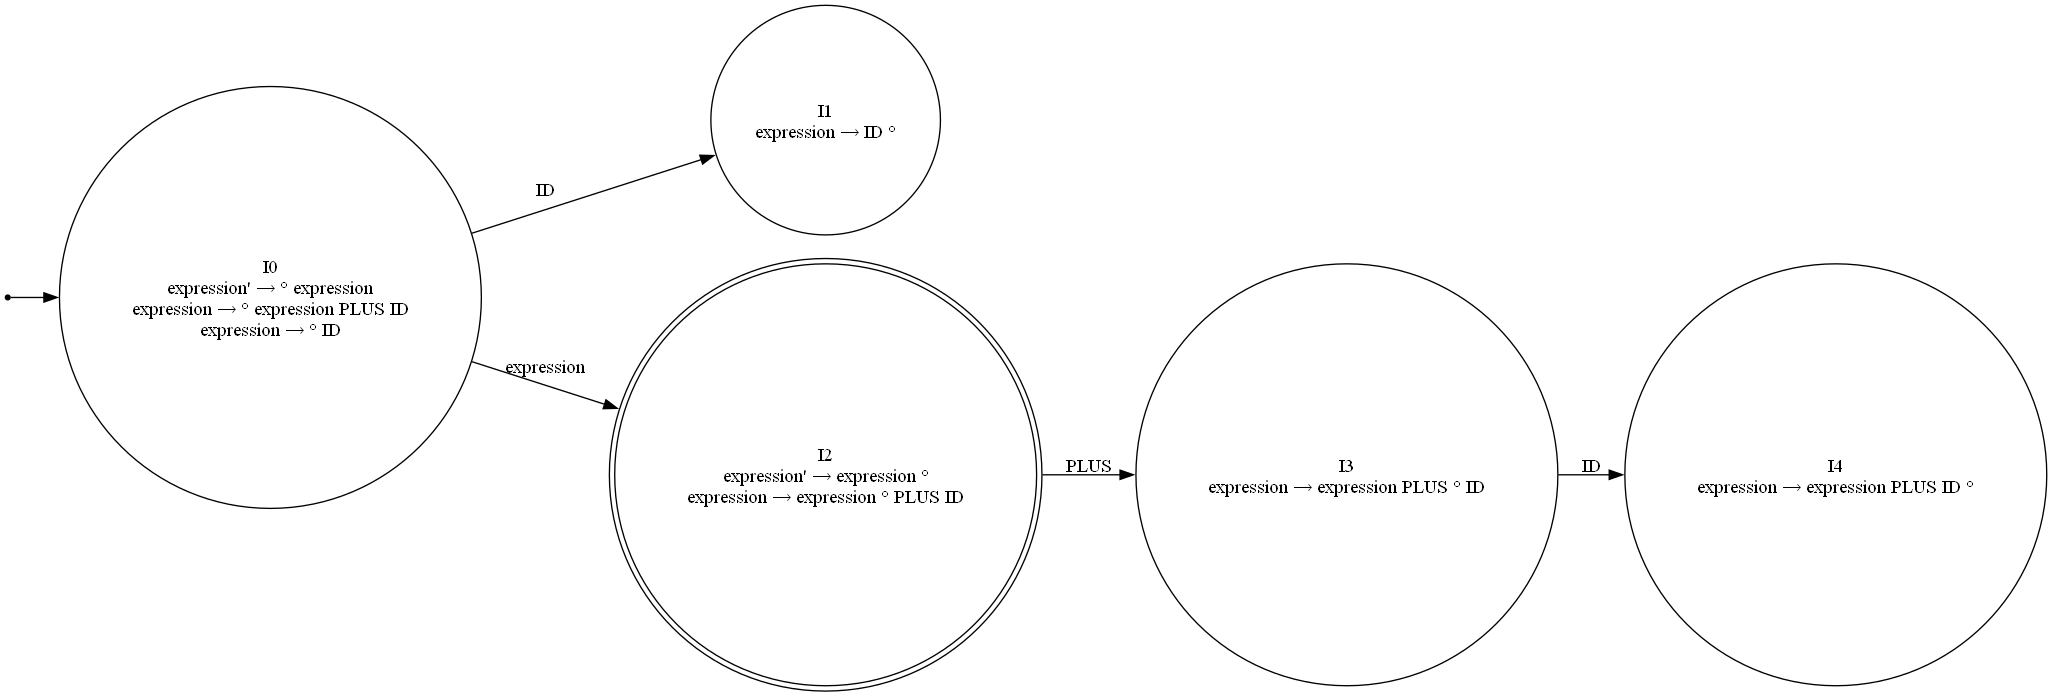 I0
expression' → ° expression
expression → ° expression PLUS ID
expression → ° ID
ID
expression
I1
expression → ID °
I2
expression' → expression °
expression → expression ° PLUS ID
PLUS
I3
expression → expression PLUS ° ID
ID
I4
expression → expression PLUS ID °